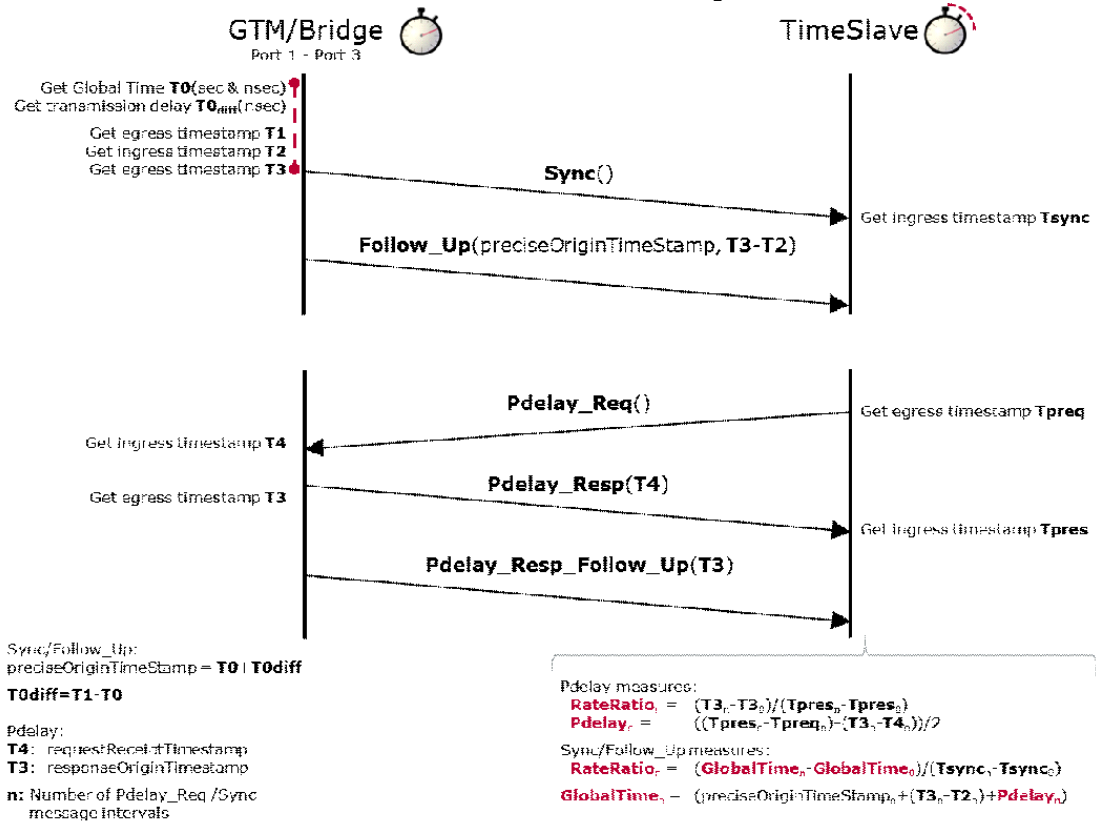 GTM/Bridge
Port 1 - Port 3
TimeSlave
Get Global Time T0(sec & nsec)
Get transmission delay T0diff(nsec)
Get egress timestamp T1
Get ingress timestamp T2
Get egress timestamp T3
Sync()
Get ingress timestamp Tsync
Follow_Up(preciseOriginTimeStamp, T3-T2)
Pdelay_Req()
Get egress timestamp Tpreq
Get ingress timestamp T4
Pdelay_Resp(T4)
Get egress timestamp T3
Get ingress timestamp Tpres
Pdelay_Resp_Follow_Up(T3)
Sync/Follow_Up:
preciseOriginTimeStamp = T0+T0diff
T0diff=T1-T0
Pdelay:
T4: requestReceiptTimestamp
T3: responseOriginTimestamp
n: Number of Pdelay_Req /Sync
message intervals
Pdelay measures:
RateRatioₙ = (T3ₙ-T3₀)/(Tpresₙ-Tpres₀)
Pdelayₙ = ((Tpresₙ-Tpreqₙ)-(T3ₙ-T4ₙ))/2
Sync/Follow_Up measures:
RateRatioₙ = (GlobalTimeₙ-GlobalTime₀)/(Tsyncₙ-Tsync₀)
GlobalTimeₙ = (preciseOriginTimeStampₙ+(T3ₙ-T2ₙ)+Pdelayₙ)